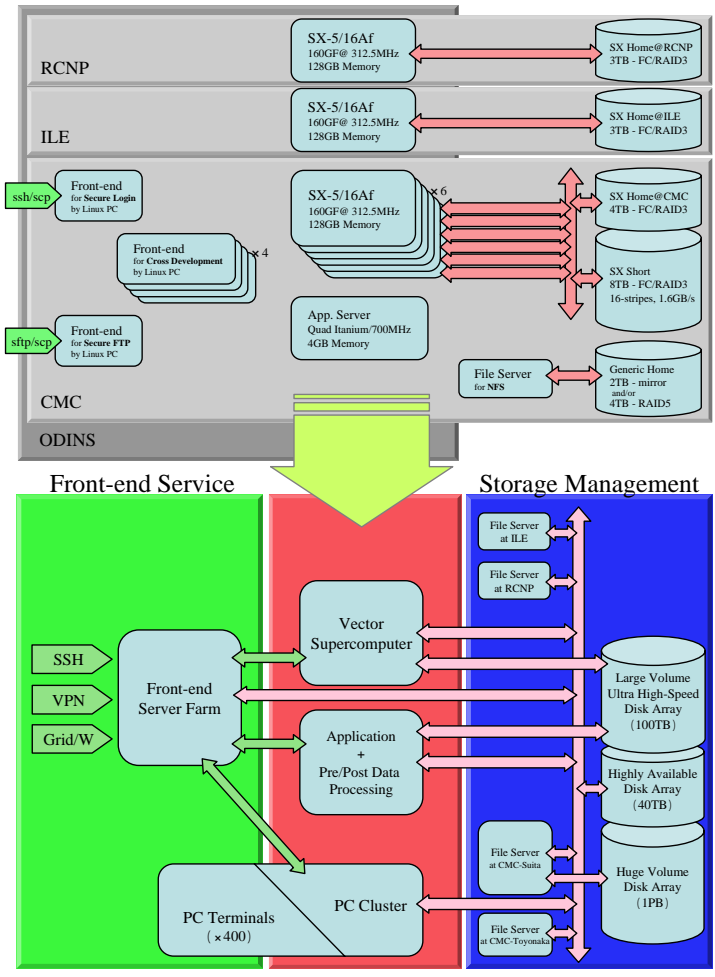 SX-5/16Af
160GF@ 312.5MHz
128GB Memory
SX Home@RCNP
3TB - FC/RAID3
RCNP
SX-5/16Af
160GF@ 312.5MHz
128GB Memory
SX Home@ILE
3TB - FC/RAID3
ILE
ssh/scp
Front-end
for Secure Login
by Linux PC
SX-5/16Af
160GF@ 312.5MHz
128GB Memory
×6
SX Home@CMC
4TB - FC/RAID3
Front-end
for Cross Development
by Linux PC
×4
SX Short
8TB - FC/RAID3
16-stripes, 1.6GB/s
App. Server
Quad Itanium/700MHz
4GB Memory
sftp/scp
Front-end
for Secure FTP
by Linux PC
File Server
for NFS
Generic Home
2TB - mirror
and/or
4TB - RAID5
CMC
ODINS
Front-end Service
Storage Management
File Server
at ILE
File Server
at RCNP
Vector
Supercomputer
SSH
VPN
Grid/W
Front-end
Server Farm
Large Volume
Ultra High-Speed
Disk Array
(100TB)
Application
+
Pre/Post Data
Processing
Highly Available
Disk Array
(40TB)
File Server
at CMC-Suita
Huge Volume
Disk Array
(1PB)
PC Cluster
PC Terminals
(×400)
File Server
at CMC-Toyonaka